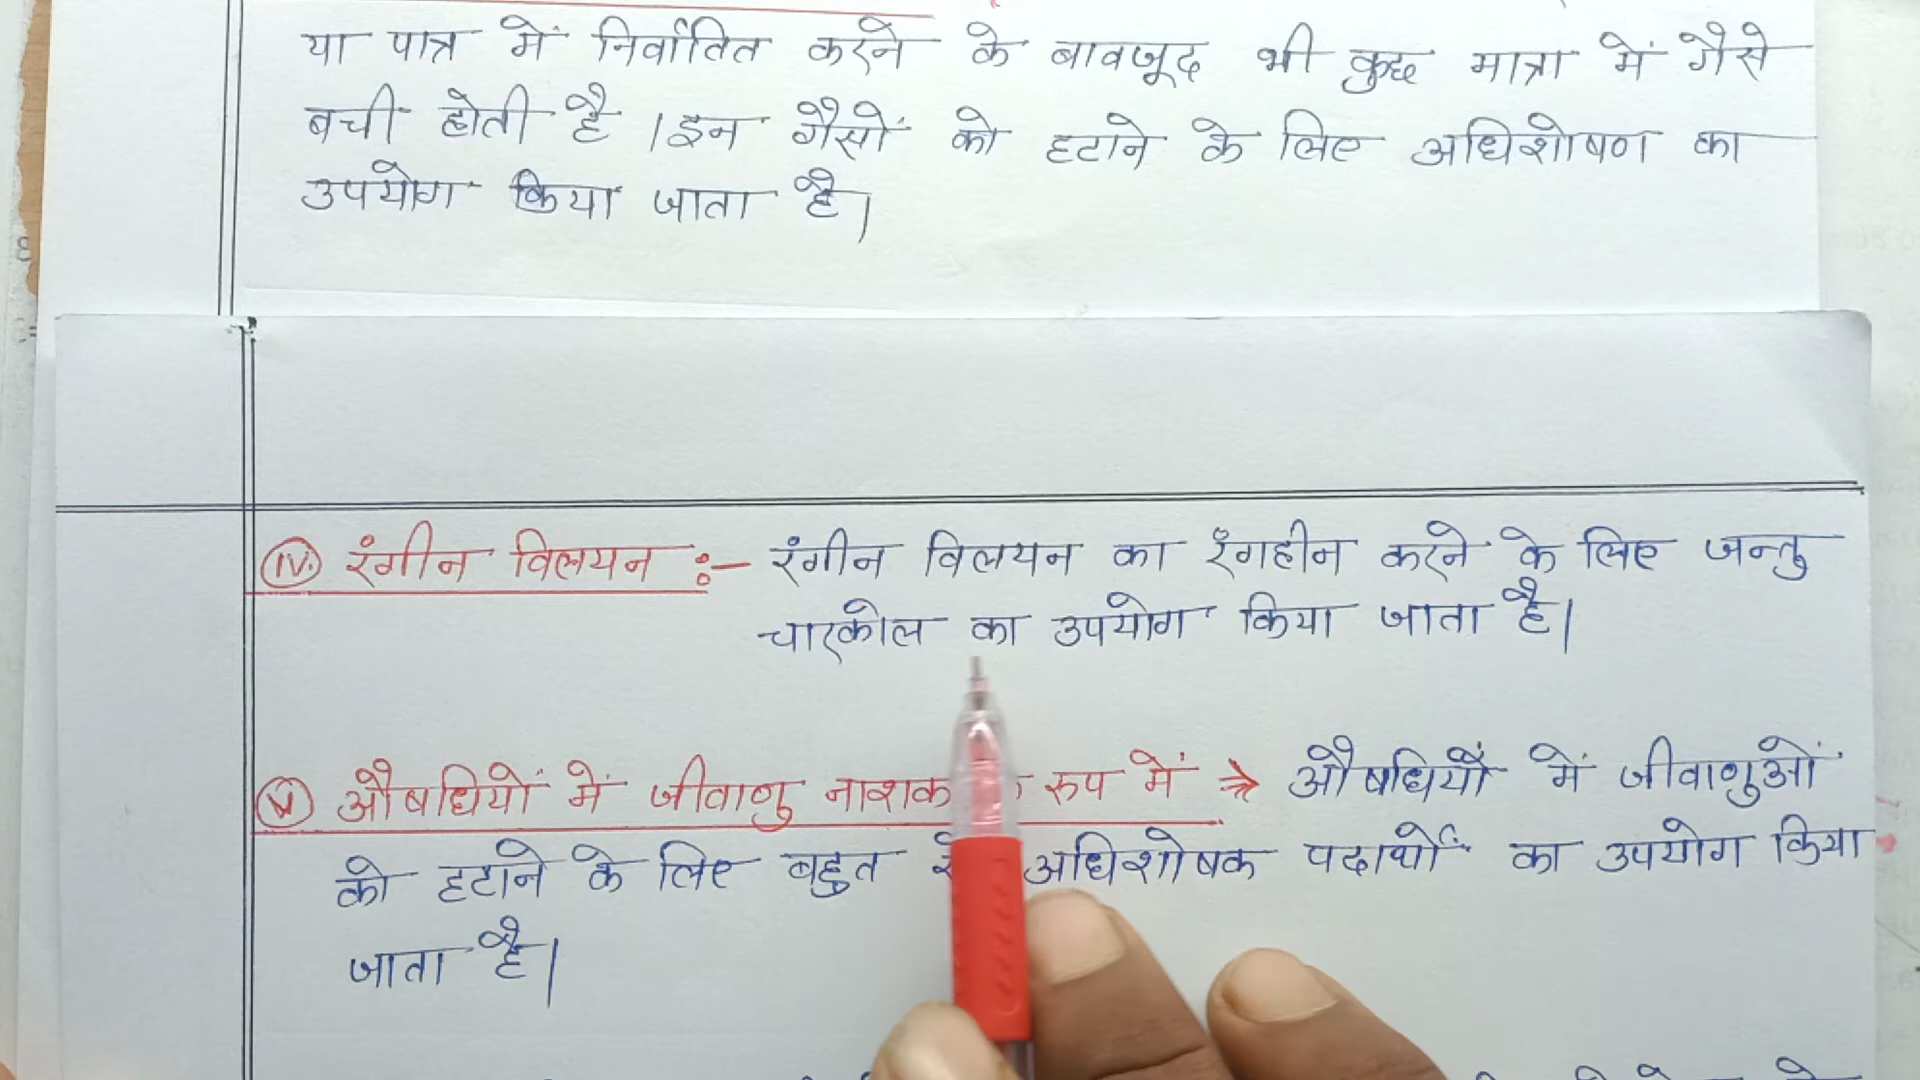 या पात्र में निर्वातित करने के बावजूद भी कुछ मात्रा में गैसे
बची होती है । इन गैसों को हटाने के लिए अधिशोषण का
उपयोग किया जाता है।
(iv) रंगीन विलयन :- रंगीन विलयन का रंगहीन करने के लिए जन्तु
चारकोल का उपयोग किया जाता है।
(v) औषधियों में जीवाणु नाशक रुप में → औषधियों में जीवाणुओं
को हटाने के लिए बहुत अधिशोषक पदार्थों का उपयोग किया
जाता है।